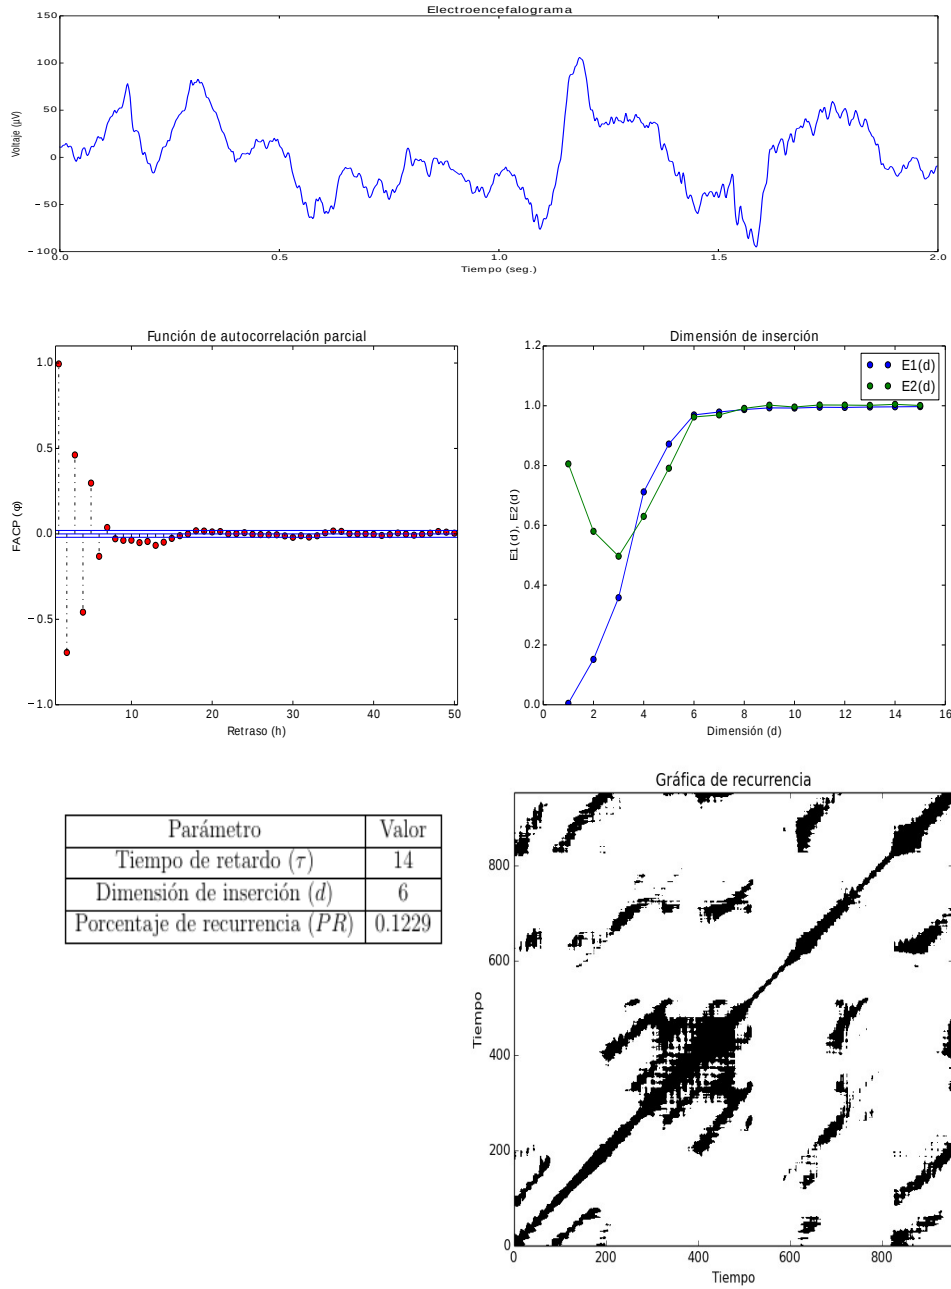 Electroencefalograma
150
100
50
0
−50
−100
Voltaje (μV)
0.0 0.5 1.0 1.5 2.0
Tiempo (seg.)
Función de autocorrelación parcial
1.0
0.5
0.0
−0.5
−1.0
FACP (φ)
10 20 30 40 50
Retraso (h)
Dimensión de inserción
1.2
1.0
0.8
0.6
0.4
0.2
0.0
E1(d), E2(d)
E1(d)
E2(d)
0 2 4 6 8 10 12 14 16
Dimensión (d)
Parámetro Valor
Tiempo de retardo (τ) 14
Dimensión de inserción (d) 6
Porcentaje de recurrencia (PR) 0.1229
Gráfica de recurrencia
800
600
400
200
0
Tiempo
0 200 400 600 800
Tiempo